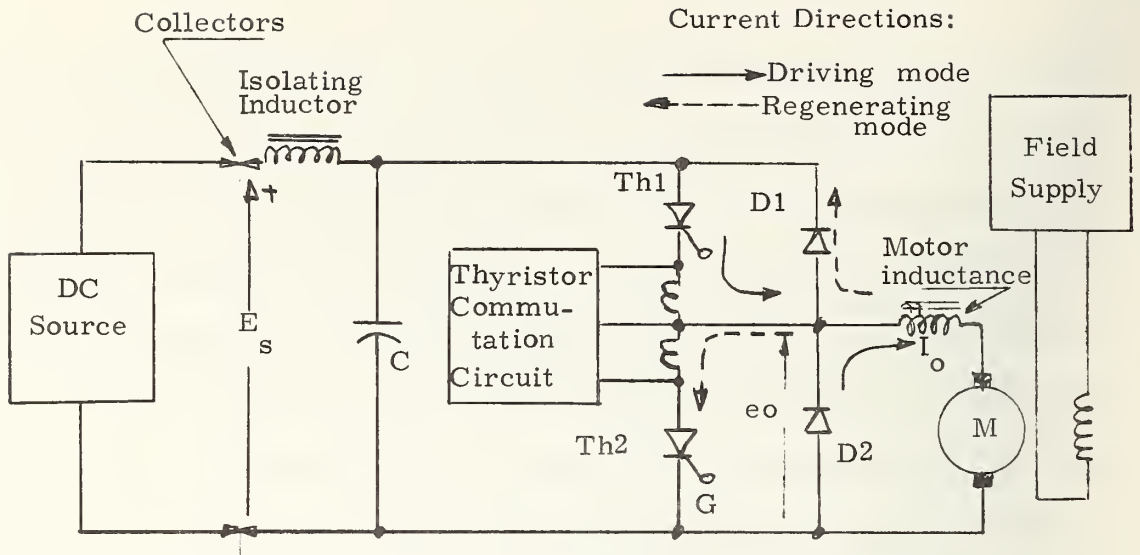 Collectors
Current Directions:
Isolating
Inductor
Driving mode
Regenerating
mode
Field
Supply
+
Th1
D1
Motor
inductance
DC
Source
E
s
C
Thyristor
Commu-
tation
Circuit
I
o
eo
M
Th2
D2
G